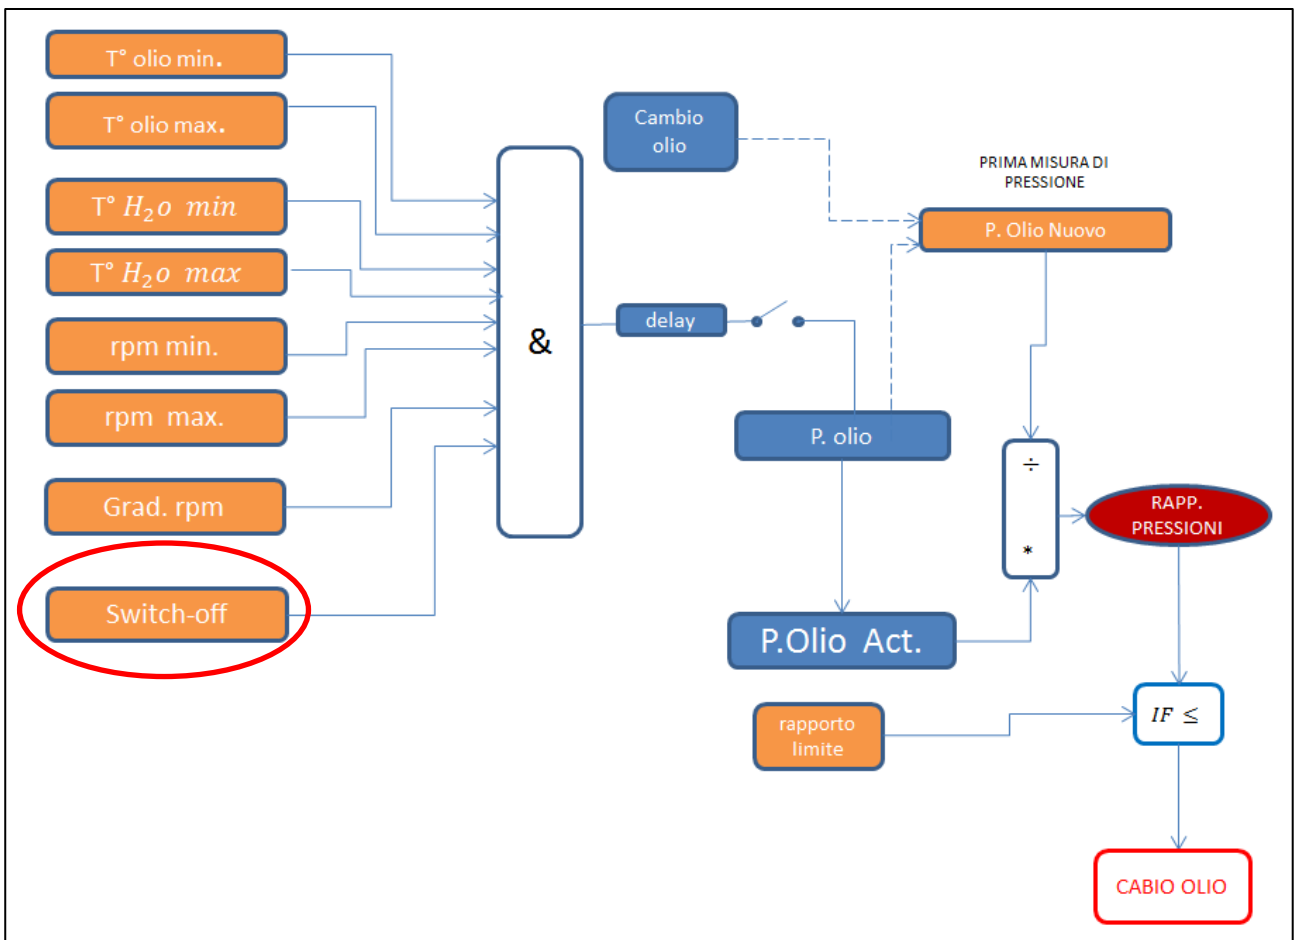 T° olio min.
T° olio max.
T° H₂o min
T° H₂o max
rpm min.
rpm max.
Grad. rpm
Switch-off
&
Cambio
olio
delay
PRIMA MISURA DI
PRESSIONE
P. Olio Nuovo
P. olio
÷
*
RAPP.
PRESSIONI
P.Olio Act.
rapporto
limite
IF ≤
CABIO OLIO